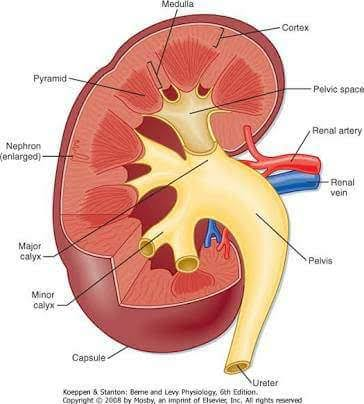 Medulla
Cortex
Pyramid
Pelvic space
Renal artery
Nephron
(enlarged)
Renal
vein
Major
calyx
Pelvis
Minor
calyx
Capsule
Ureter
Koeppen & Stanton: Berne and Levy Physiology, 6th Edition.
Copyright © 2008 by Mosby, an imprint of Elsevier, Inc. All rights reserved